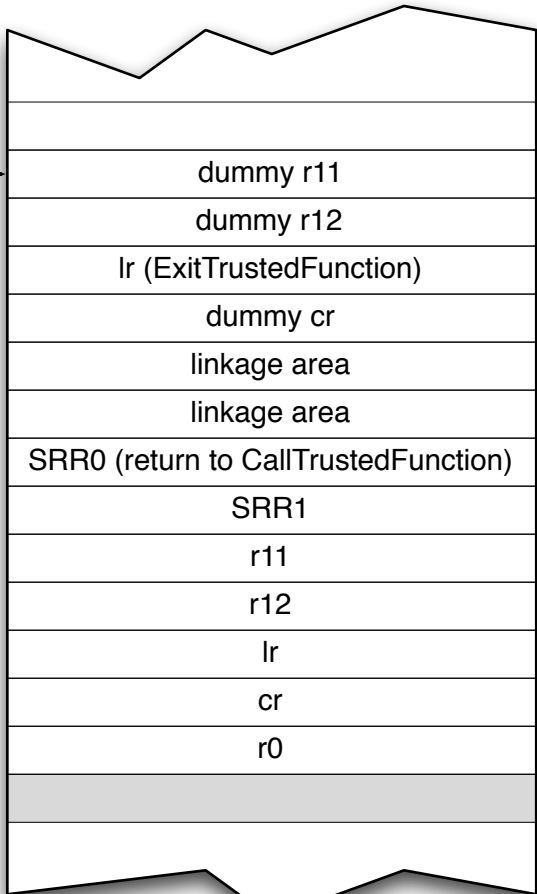 dummy r11
dummy r12
lr (ExitTrustedFunction)
dummy cr
linkage area
linkage area
SRR0 (return to CallTrustedFunction)
SRR1
r11
r12
lr
cr
r0